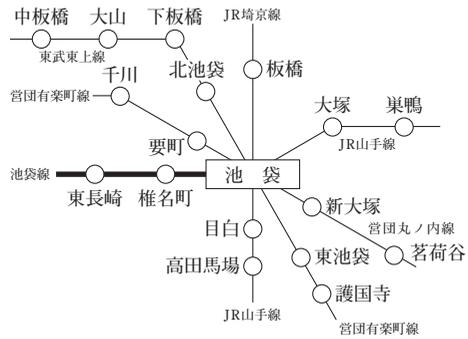 中板橋
大山
下板橋
JR埼京線
東武東上線
北池袋
板橋
千川
営団有楽町線
大塚
巣鴨
要町
JR山手線
池袋線
池袋
東長崎
椎名町
新大塚
目白
営団丸ノ内線
東池袋
茗荷谷
高田馬場
護国寺
JR山手線
営団有楽町線